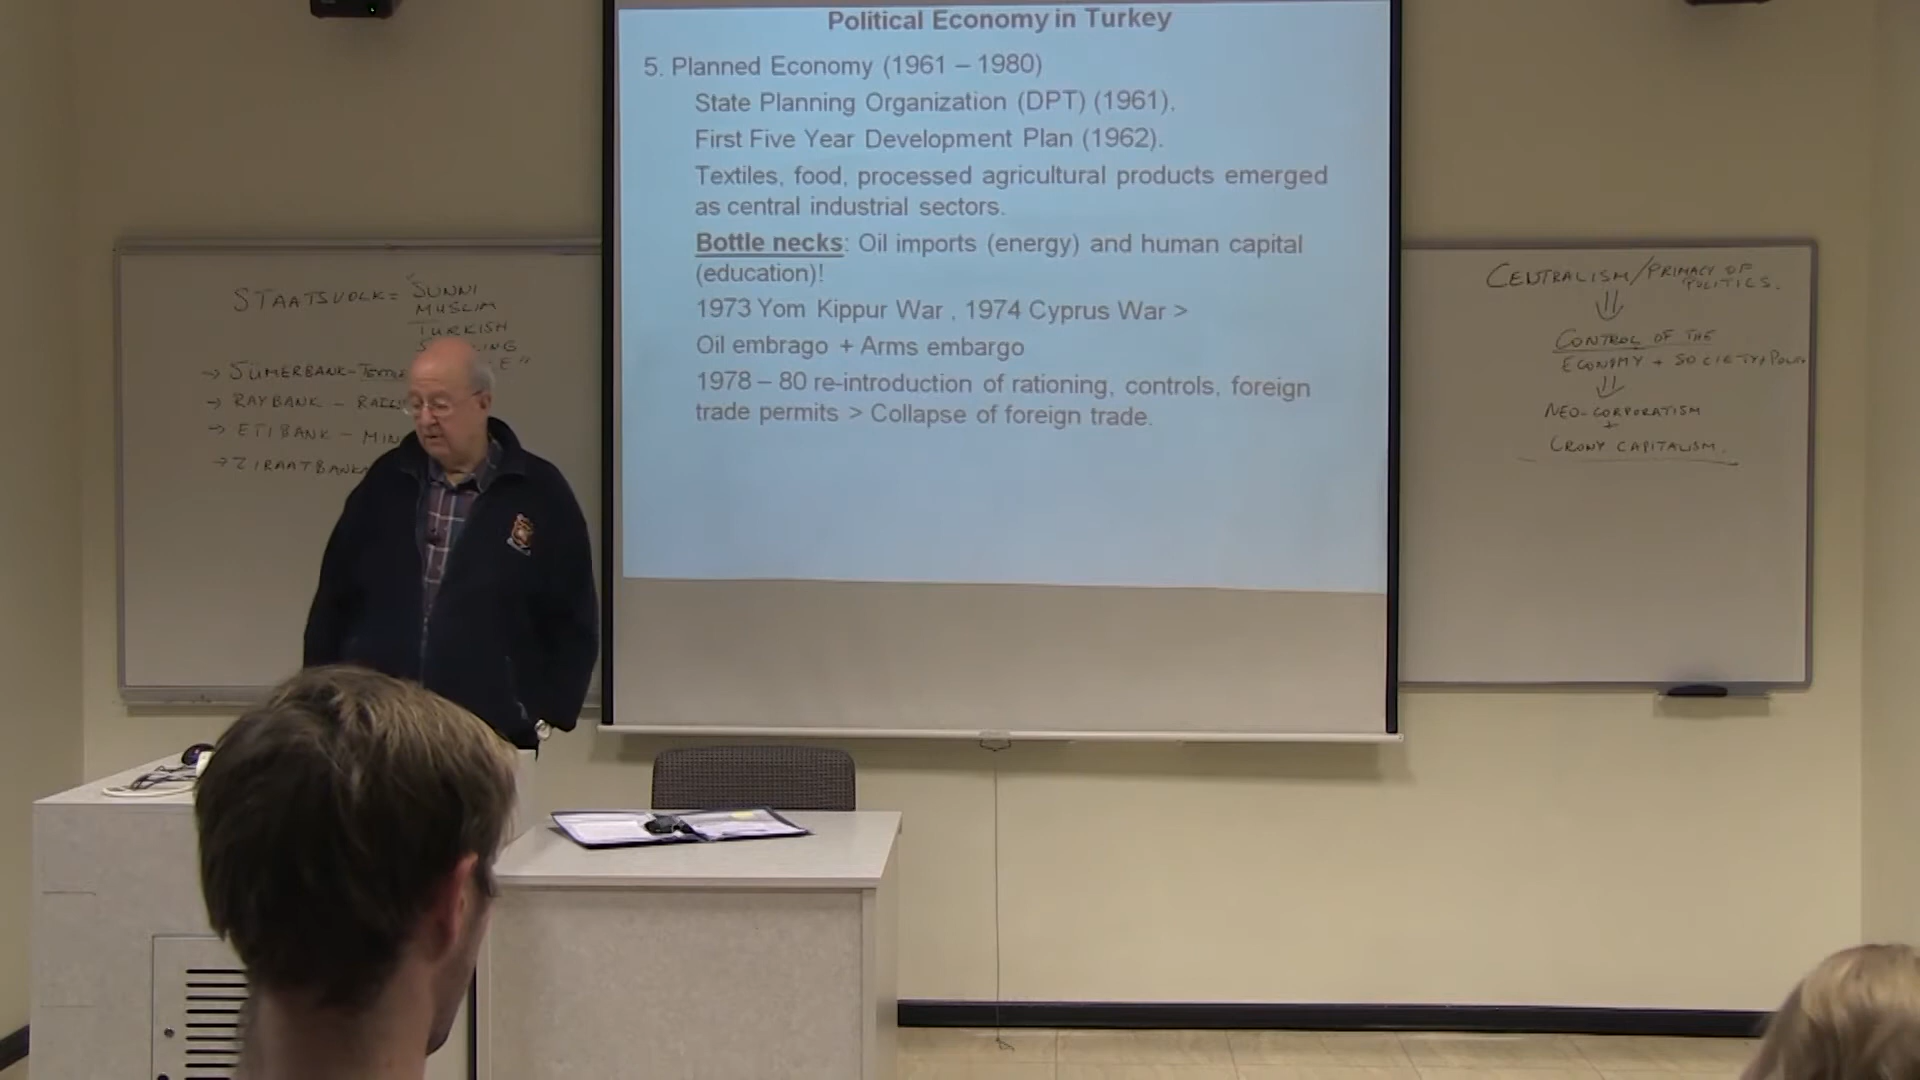 Political Economy in Turkey
5. Planned Economy (1961 – 1980)
State Planning Organization (DPT) (1961).
First Five Year Development Plan (1962).
Textiles, food, processed agricultural products emerged
as central industrial sectors.
Bottle necks: Oil imports (energy) and human capital
(education)!
1973 Yom Kippur War , 1974 Cyprus War >
Oil embrago + Arms embargo
1978 – 80 re-introduction of rationing, controls, foreign
trade permits > Collapse of foreign trade.
STAATSVOLK = "SUNNI
MUSLIM
TURKISH
→ SÜMERBANK -
→ RAYBANK -
→ ETIBANK -
→ ZIRAATBANKA
CENTRALISM/PRIMACY OF
POLITICS.
CONTROL OF THE
ECONOMY + SOCIETY +
NEO-CORPORATISM
+
CRONY CAPITALISM.